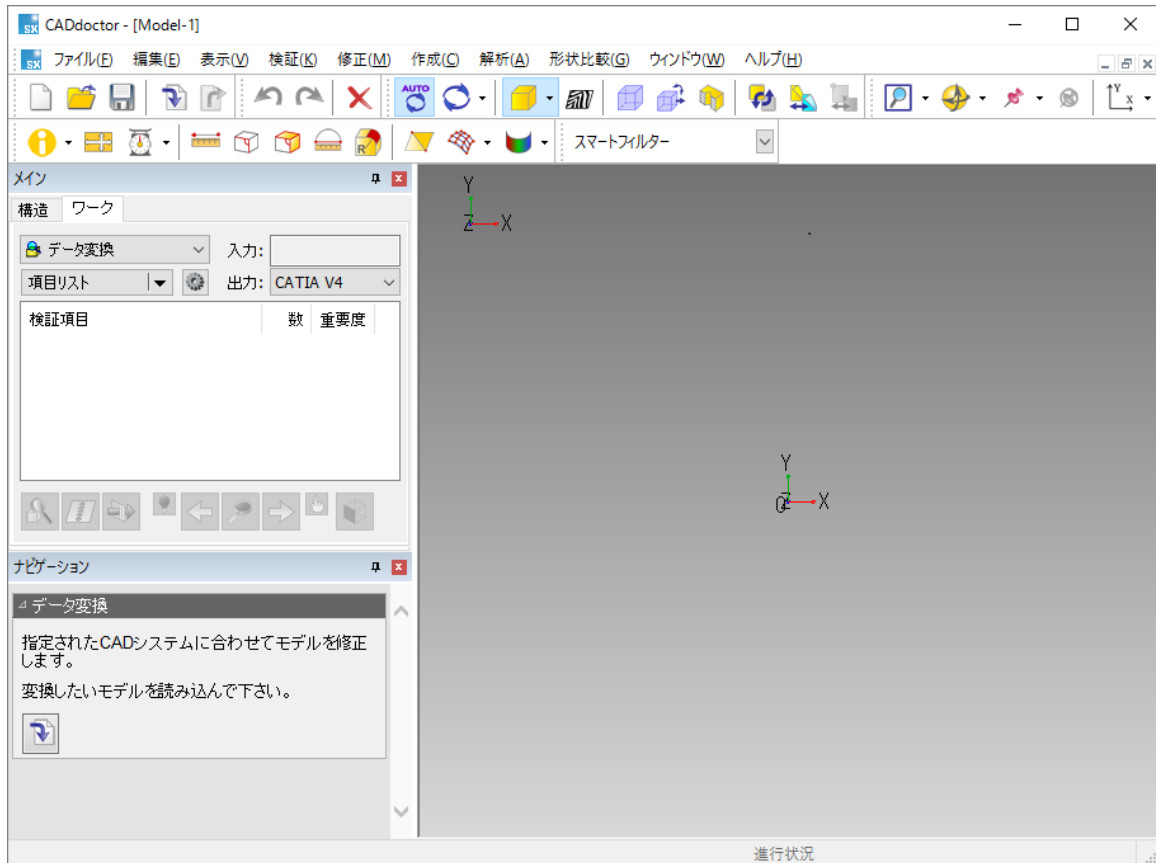 SX CADdoctor - [Model-1]
SX ファイル(F) 編集(E) 表示(V) 検証(K) 修正(M) 作成(C) 解析(A) 形状比較(G) ウィンドウ(W) ヘルプ(H)
AUTO Y X
R スマートフィルター
メイン
構造 ワーク
データ変換 入力:
項目リスト 出力: CATIA V4
検証項目 数 重要度
ナビゲーション
データ変換
指定されたCADシステムに合わせてモデルを修正
します。
変換したいモデルを読み込んで下さい。
Y
Z X
Y
X
進行状況